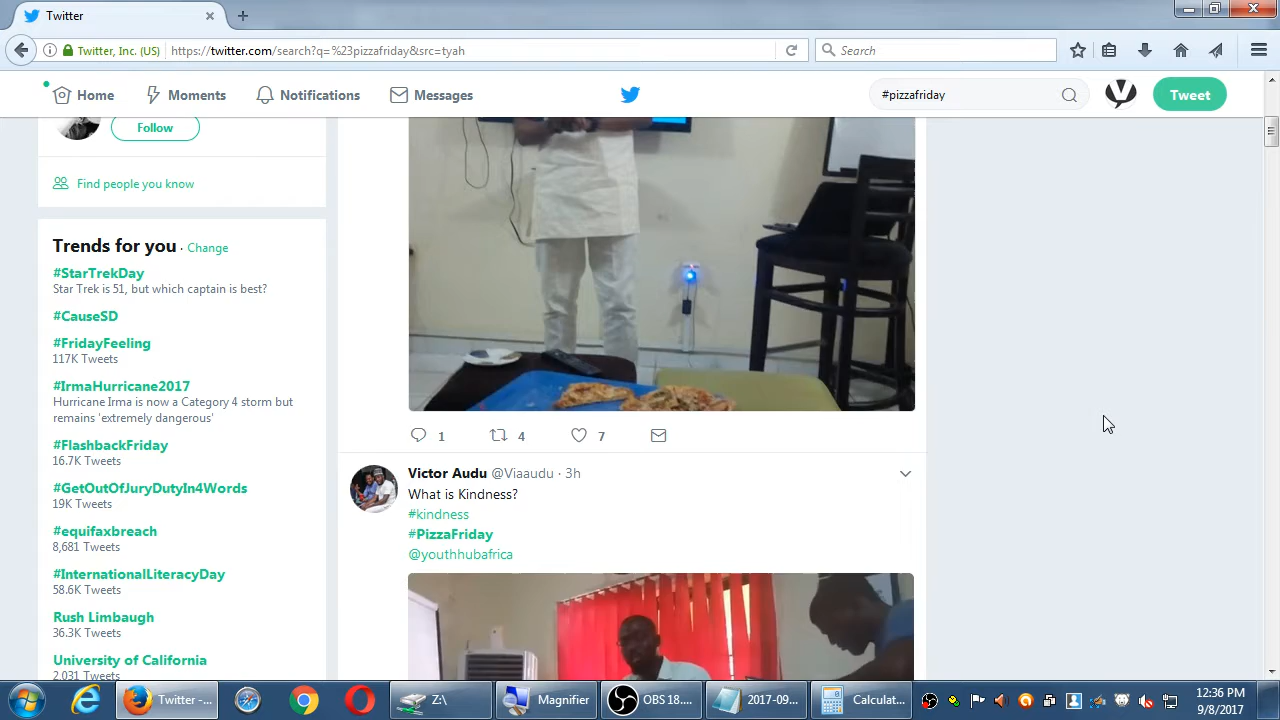 Twitter
Twitter, Inc. (US)
https://twitter.com/search?q=%23pizzafriday&src=tyah
Search
Home
Moments
Notifications
Messages
#pizzafriday
Tweet
Follow
Find people you know
Trends for you · Change
#StarTrekDay
Star Trek is 51, but which captain is best?
#CauseSD
#FridayFeeling
117K Tweets
#IrmaHurricane2017
Hurricane Irma is now a Category 4 storm but
remains 'extremely dangerous'
#FlashbackFriday
16.7K Tweets
#GetOutOfJuryDutyIn4Words
19K Tweets
#equifaxbreach
8,681 Tweets
#InternationalLiteracyDay
58.6K Tweets
Rush Limbaugh
36.3K Tweets
University of California
2,031 Tweets
1
4
7
Victor Audu @Viaaudu · 3h
What is Kindness?
#kindness
#PizzaFriday
@youthhubafrica
Twitter -...
Z:\
Magnifier
OBS 18....
2017-09...
Calculat...
12:36 PM
9/8/2017